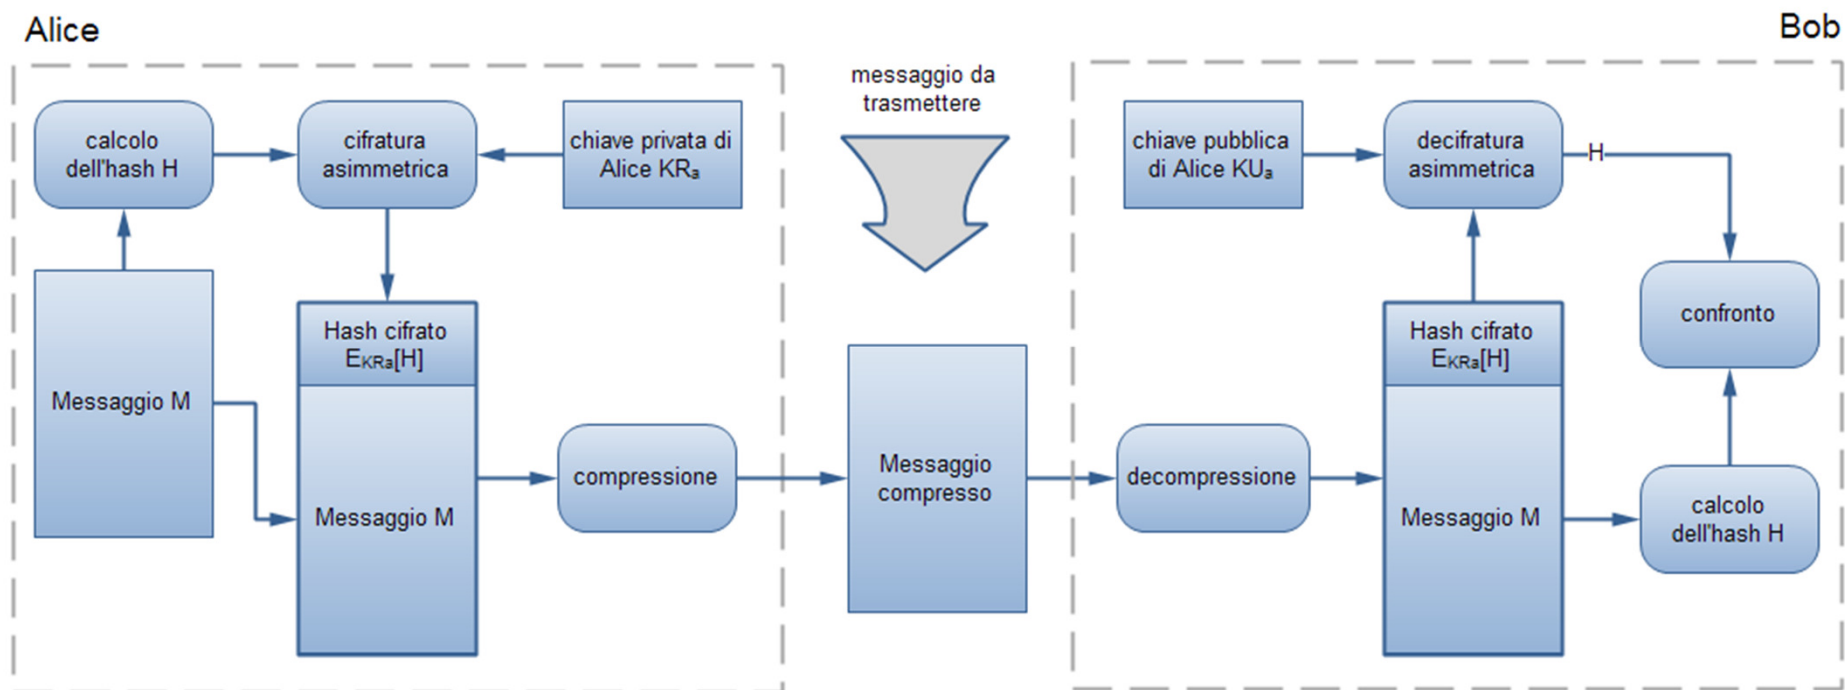 Alice
Bob
calcolo
dell'hash H
cifratura
asimmetrica
chiave privata di
Alice KRa
Messaggio M
Hash cifrato
EKRa[H]
Messaggio M
compressione
messaggio da
trasmettere
Messaggio
compresso
chiave pubblica
di Alice KUa
decifratura
asimmetrica
H
confronto
Hash cifrato
EKRa[H]
decompressione
Messaggio M
calcolo
dell'hash H